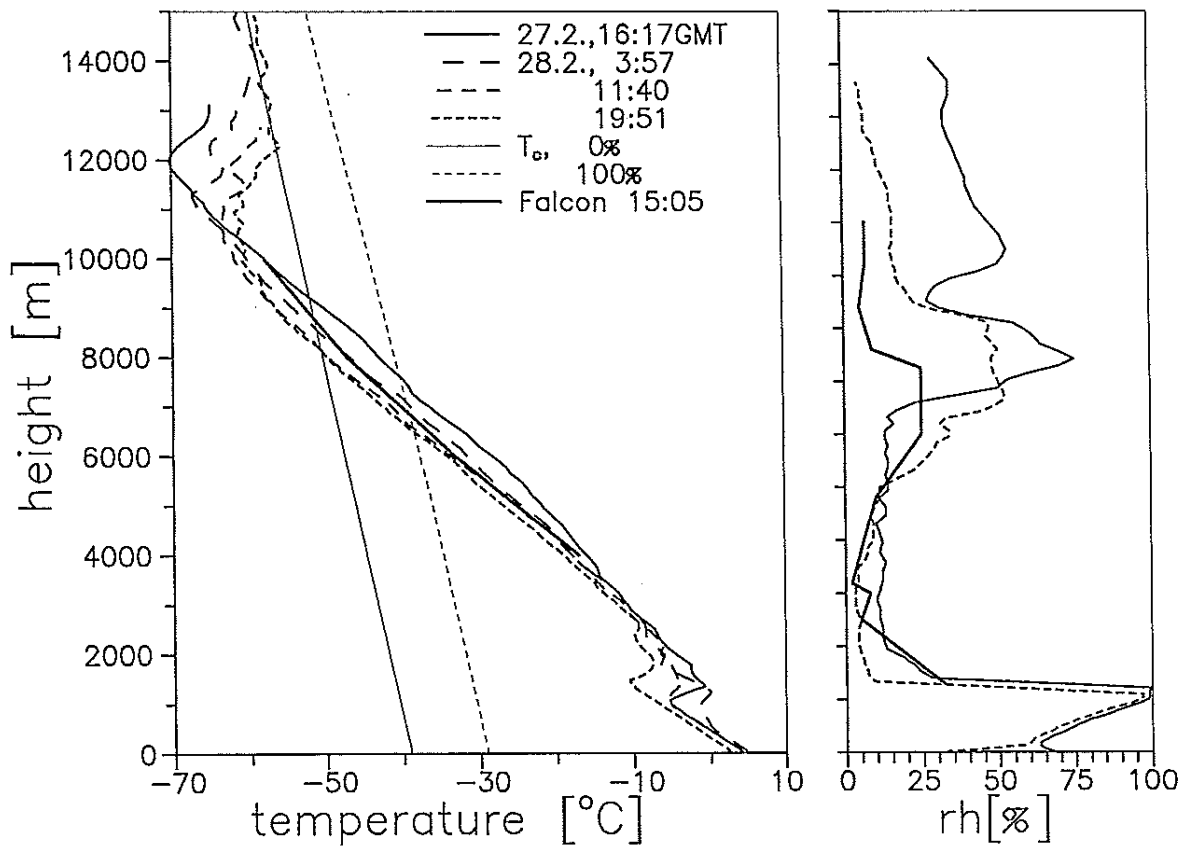 27.2.,16:17GMT
28.2., 3:57
11:40
19:51
Tc, 0%
100%
Falcon 15:05
height [m]
14000
12000
10000
8000
6000
4000
2000
0
−70 −50 −30 −10 10
temperature [°C]
0 25 50 75 100
rh[%]